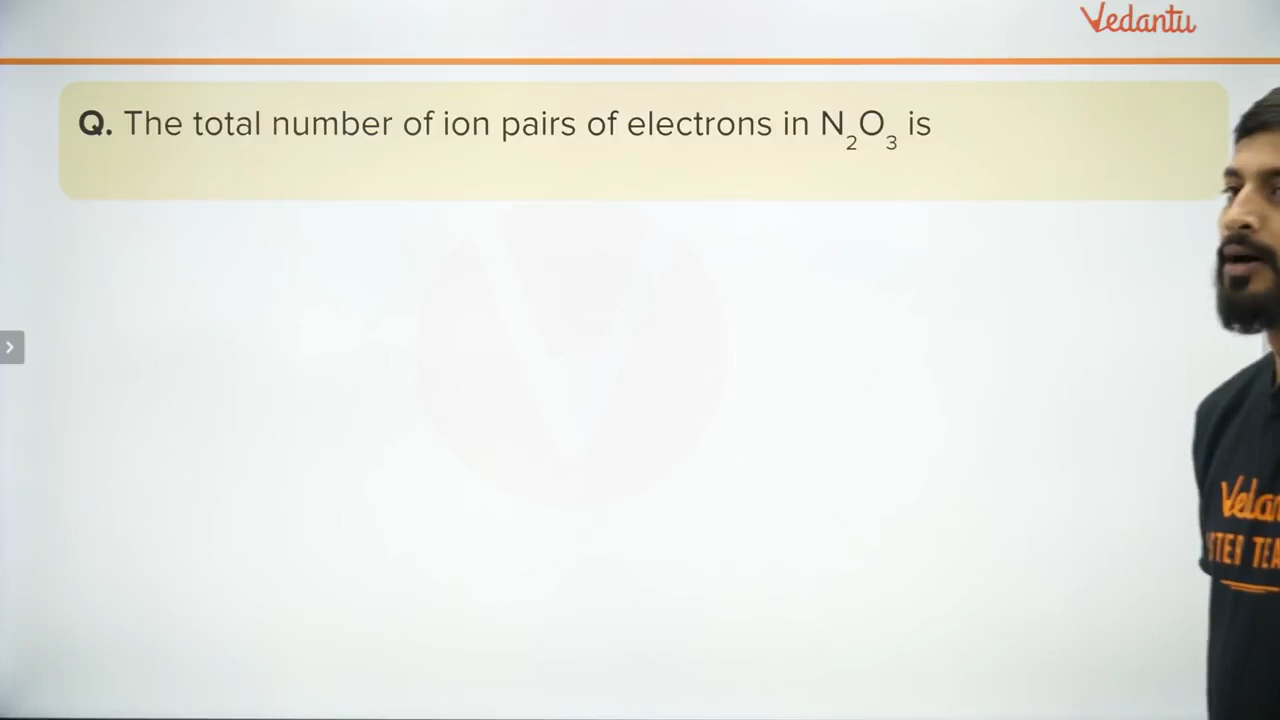 Vedantu
Q. The total number of ion pairs of electrons in N₂O₃ is